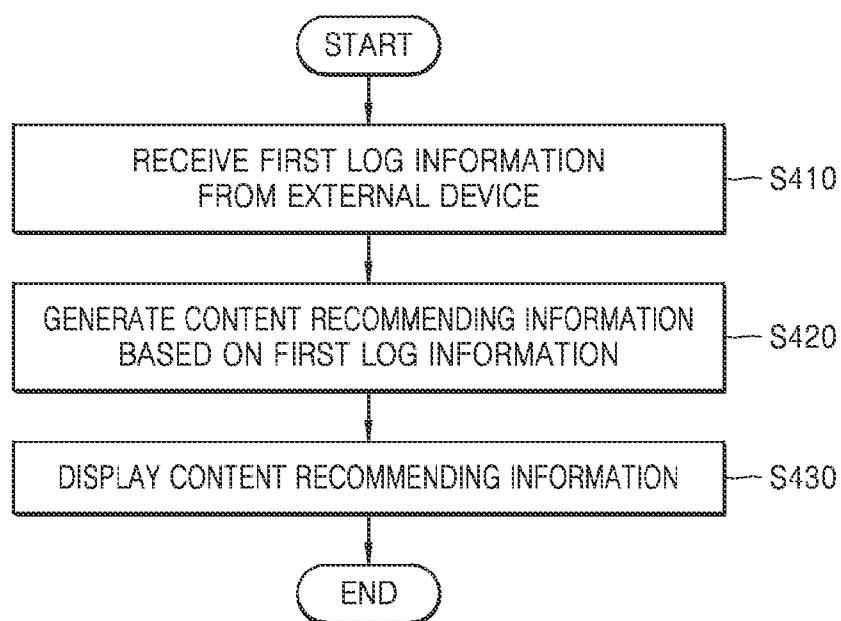 START
RECEIVE FIRST LOG INFORMATION
FROM EXTERNAL DEVICE
S410
GENERATE CONTENT RECOMMENDING INFORMATION
BASED ON FIRST LOG INFORMATION
S420
DISPLAY CONTENT RECOMMENDING INFORMATION
S430
END